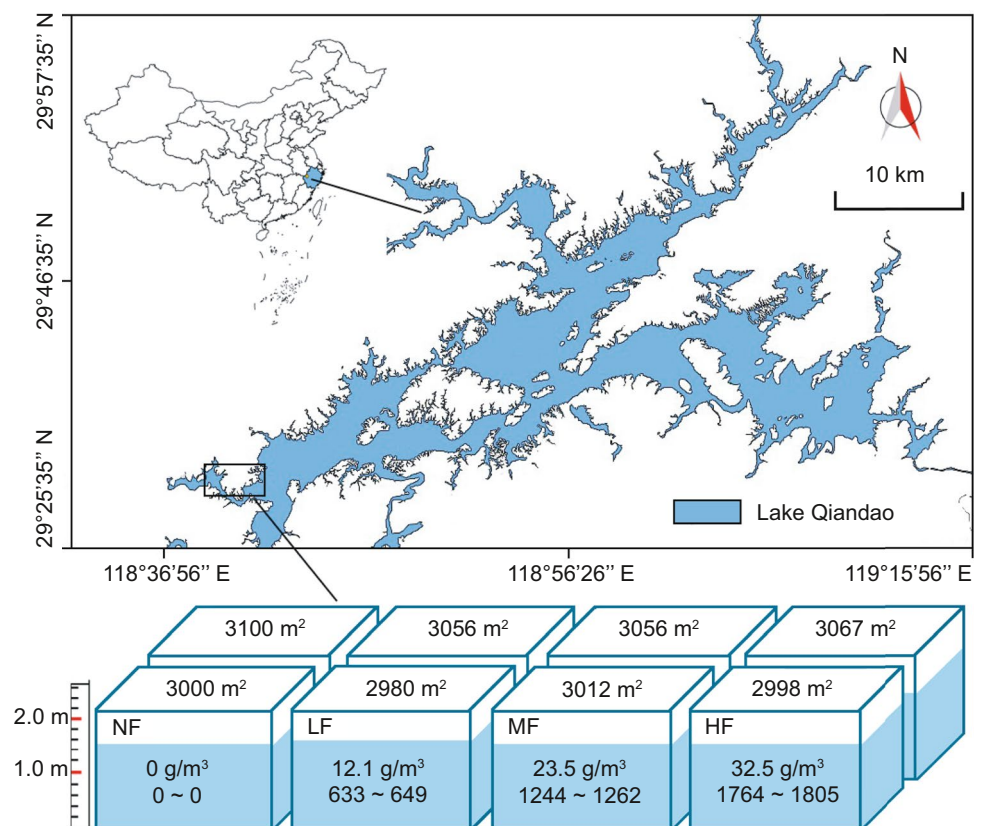 29°57'35'' N
N
10 km
29°46'35'' N
29°25'35'' N
Lake Qiandao
118°36'56'' E
118°56'26'' E
119°15'56'' E
3100 m²
3056 m²
3056 m²
3067 m²
3000 m²
2980 m²
3012 m²
2998 m²
2.0 m
NF
LF
MF
HF
1.0 m
0 g/m³
12.1 g/m³
23.5 g/m³
32.5 g/m³
0 ~ 0
633 ~ 649
1244 ~ 1262
1764 ~ 1805